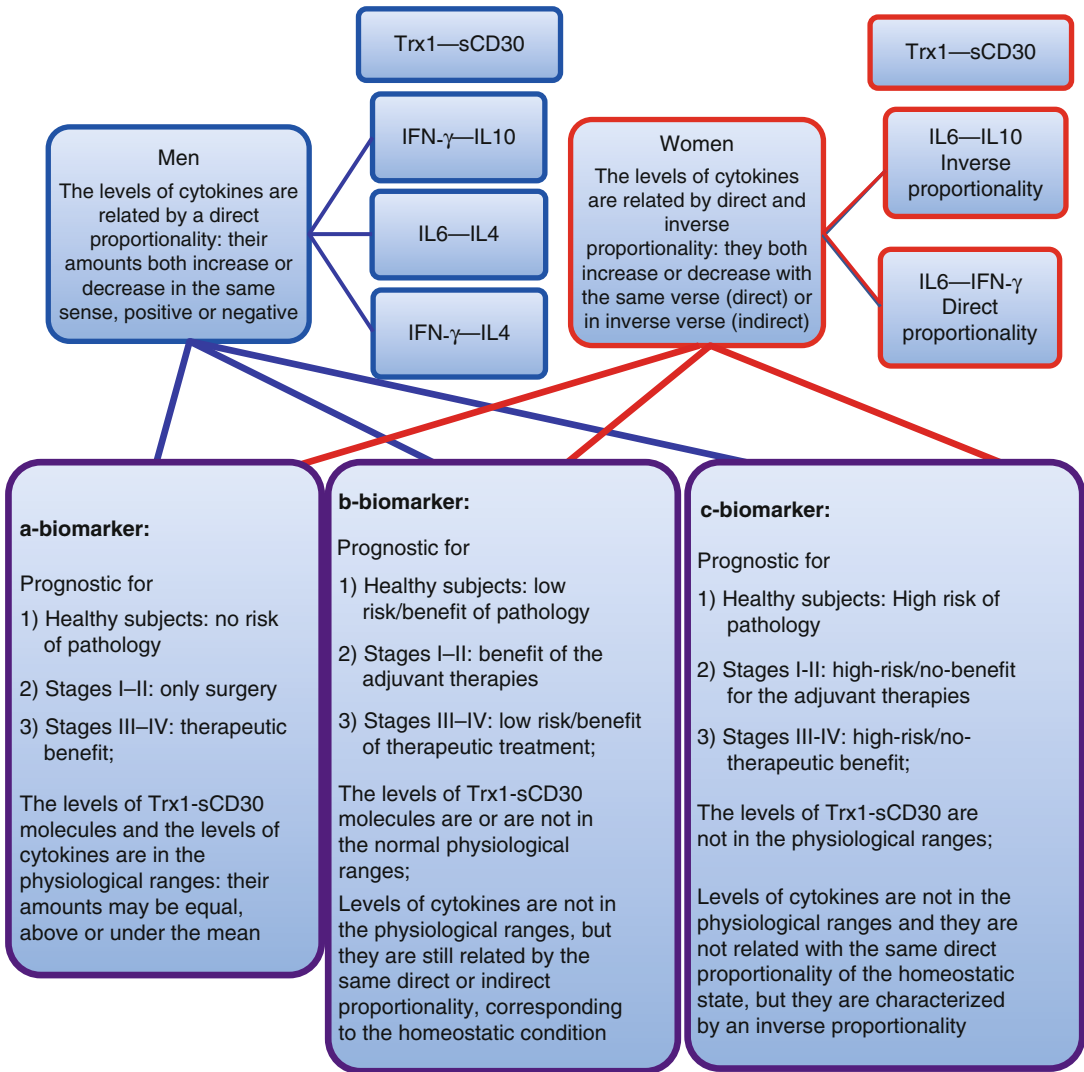 Trx1—sCD30
Men
The levels of cytokines are
related by a direct
proportionality: their
amounts both increase or
decrease in the same
sense, positive or negative
IFN-γ—IL10
IL6—IL4
IFN-γ—IL4
Trx1—sCD30
Women
The levels of cytokines
are related by direct and
inverse
proportionality: they both
increase or decrease with
the same verse (direct) or
in inverse verse (indirect)
IL6—IL10
Inverse
proportionality
IL6—IFN-γ
Direct
proportionality
a-biomarker:
Prognostic for
1) Healthy subjects: no risk
of pathology
2) Stages I–II: only surgery
3) Stages III–IV: therapeutic
benefit;
The levels of Trx1-sCD30
molecules and the levels of
cytokines are in the
physiological ranges: their
amounts may be equal,
above or under the mean
b-biomarker:
Prognostic for
1) Healthy subjects: low
risk/benefit of pathology
2) Stages I–II: benefit of the
adjuvant therapies
3) Stages III–IV: low risk/benefit
of therapeutic treatment;
The levels of Trx1-sCD30
molecules are or are not in
the normal physiological
ranges;
Levels of cytokines are not in
the physiological ranges, but
they are still related by the
same direct or indirect
proportionality, corresponding
to the homeostatic condition
c-biomarker:
Prognostic for
1) Healthy subjects: High risk of
pathology
2) Stages I-II: high-risk/no-benefit
for the adjuvant therapies
3) Stages III-IV: high-risk/no-
therapeutic benefit;
The levels of Trx1-sCD30 are
not in the physiological ranges;
Levels of cytokines are not in the
physiological ranges and they are
not related with the same direct
proportionality of the homeostatic
state, but they are characterized
by an inverse proportionality